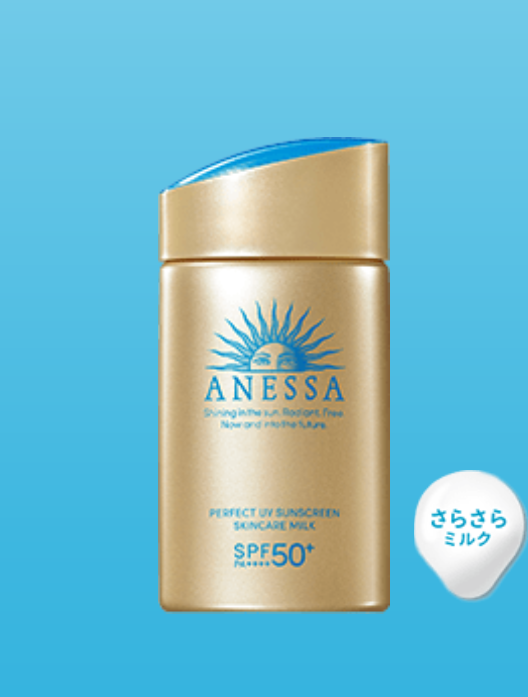 ANESSA
Shining in the sun. Radiant. Free
Now and into the future.
PERFECT UV SUNSCREEN
SKINCARE MILK
SPF50+
PA++++
さらさら
ミルク